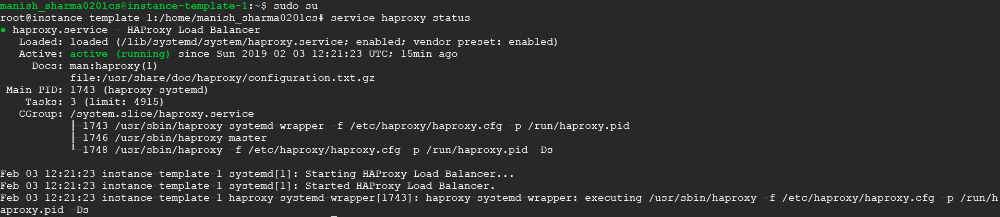 manish_sharma0201cs@instance-template-1:~$ sudo su
root@instance-template-1:/home/manish_sharma0201cs# service haproxy status
● haproxy.service - HAProxy Load Balancer
   Loaded: loaded (/lib/systemd/system/haproxy.service; enabled; vendor preset: enabled)
   Active: active (running) since Sun 2019-02-03 12:21:23 UTC; 15min ago
     Docs: man:haproxy(1)
           file:/usr/share/doc/haproxy/configuration.txt.gz
 Main PID: 1743 (haproxy-systemd)
    Tasks: 3 (limit: 4915)
   CGroup: /system.slice/haproxy.service
           ├─1743 /usr/sbin/haproxy-systemd-wrapper -f /etc/haproxy/haproxy.cfg -p /run/haproxy.pid
           ├─1746 /usr/sbin/haproxy-master
           └─1748 /usr/sbin/haproxy -f /etc/haproxy/haproxy.cfg -p /run/haproxy.pid -Ds

Feb 03 12:21:23 instance-template-1 systemd[1]: Starting HAProxy Load Balancer...
Feb 03 12:21:23 instance-template-1 systemd[1]: Started HAProxy Load Balancer.
Feb 03 12:21:23 instance-template-1 haproxy-systemd-wrapper[1743]: haproxy-systemd-wrapper: executing /usr/sbin/haproxy -f /etc/haproxy/haproxy.cfg -p /run/h
aproxy.pid -Ds